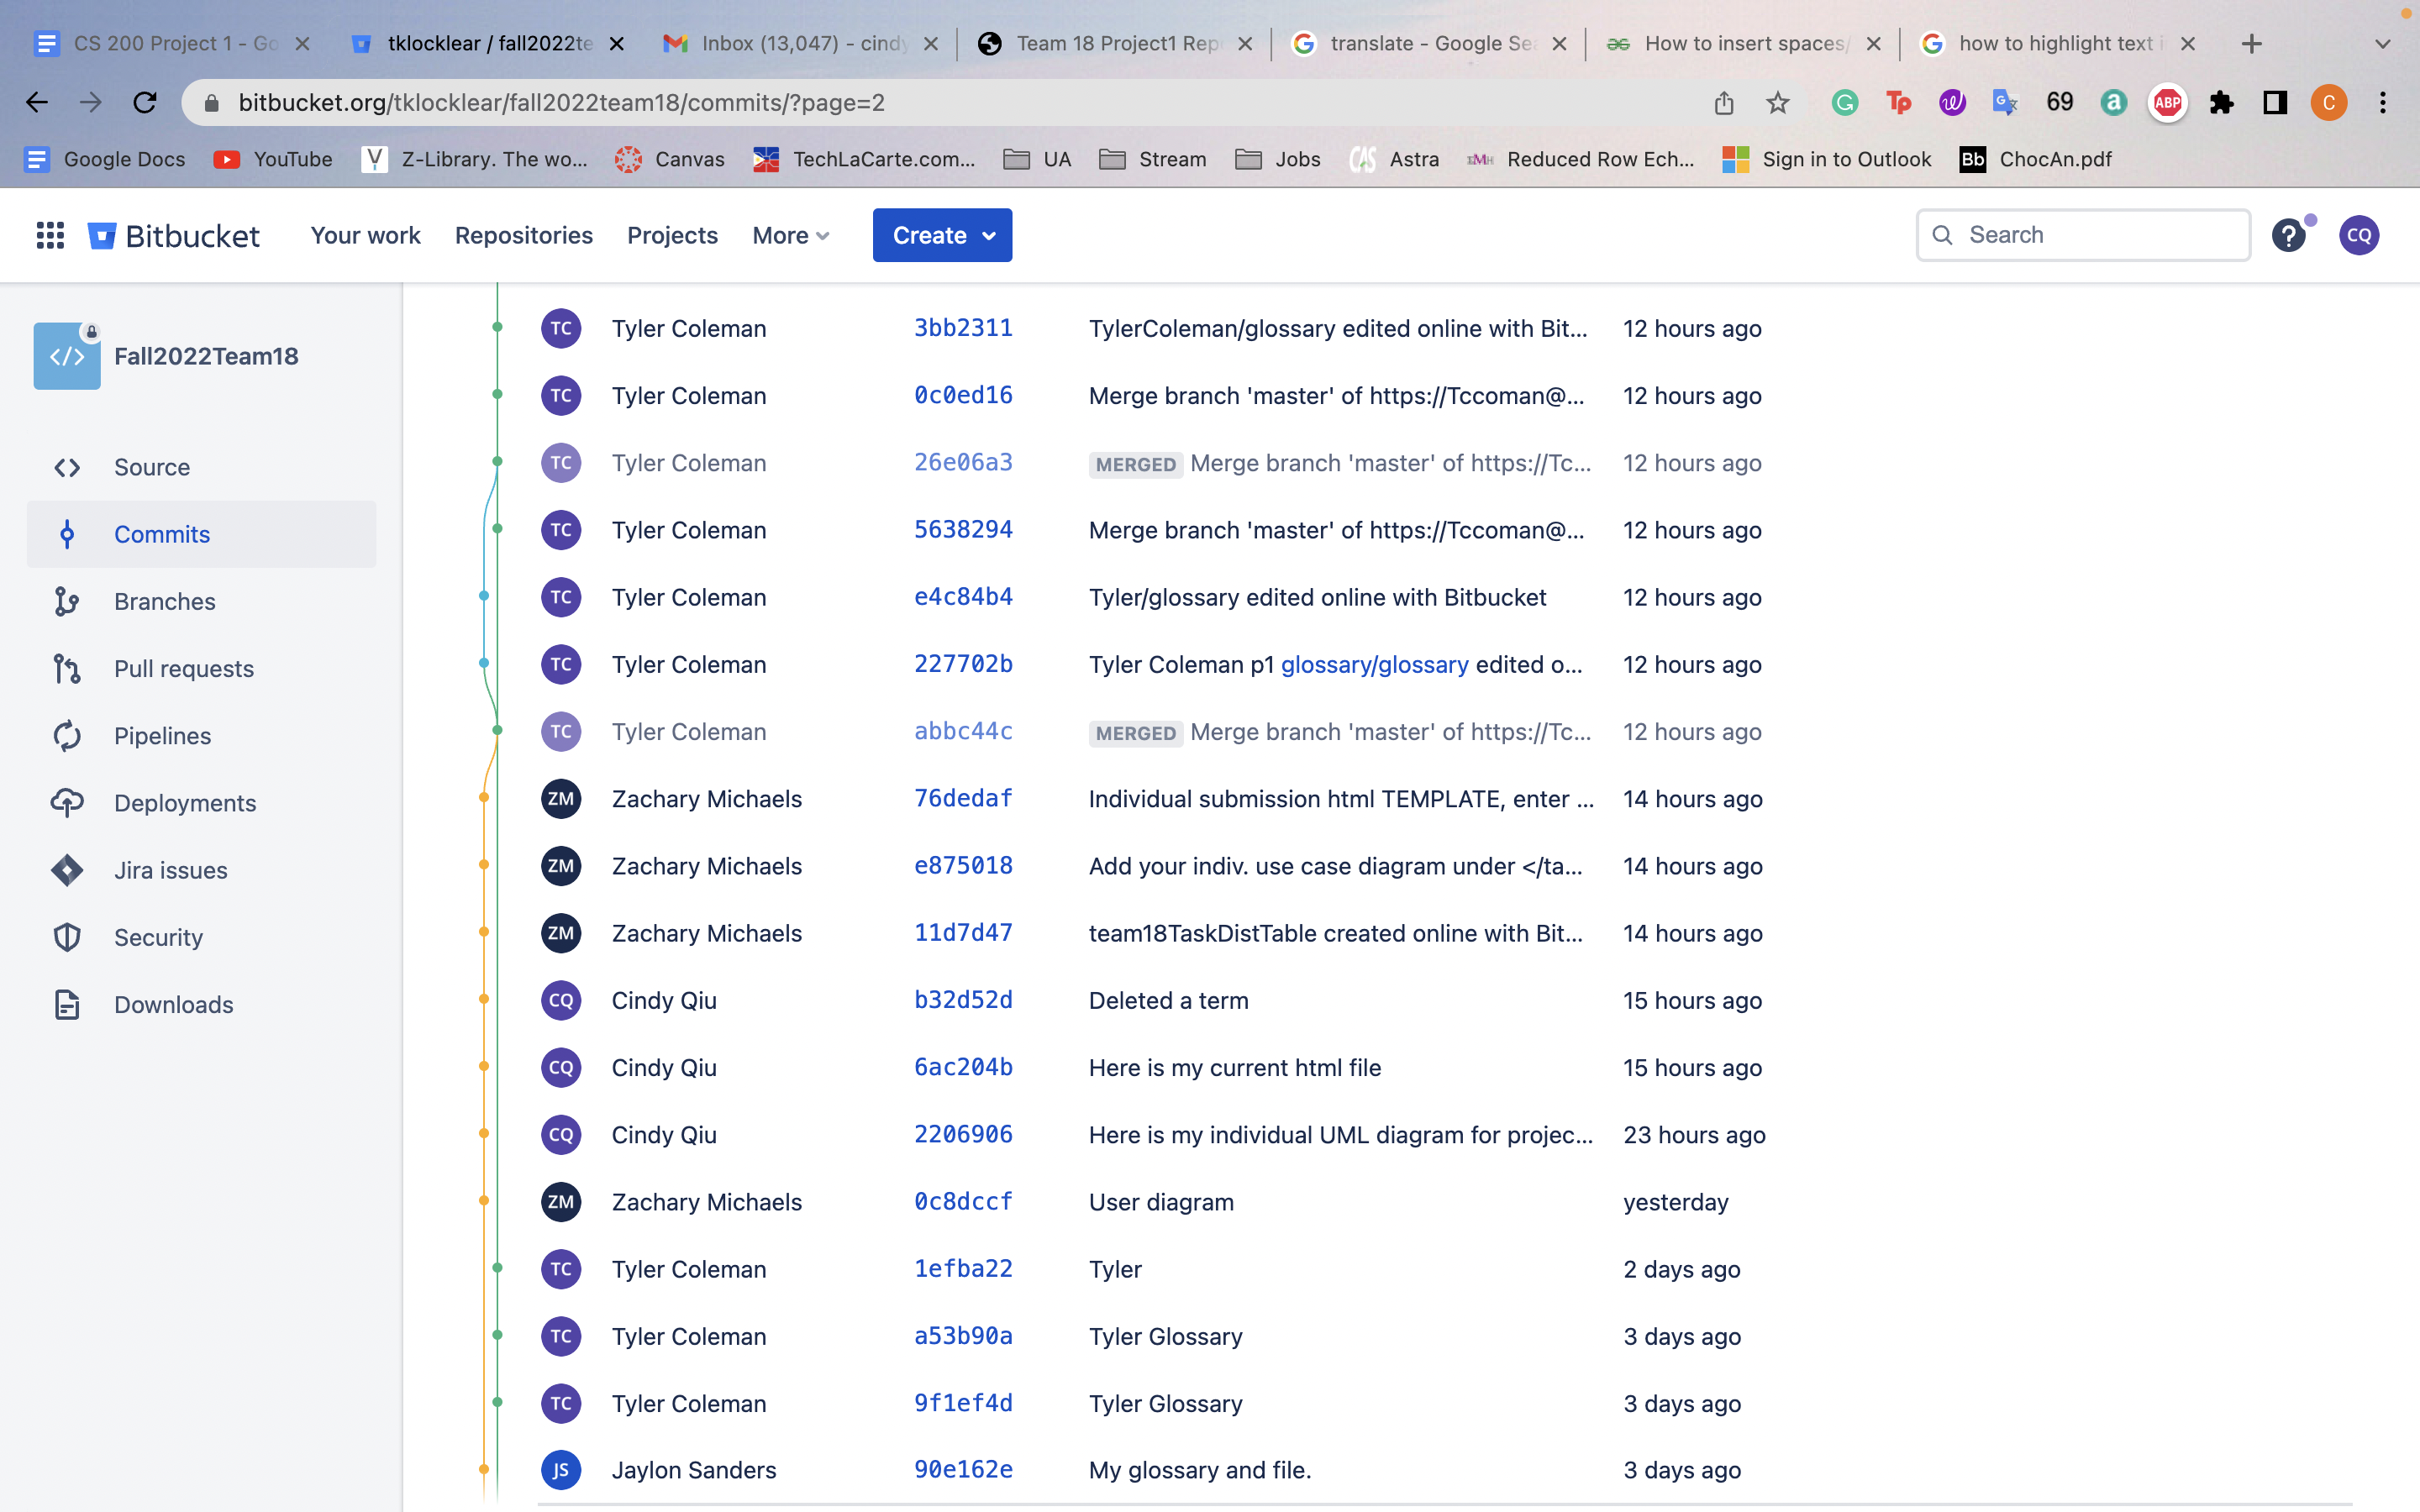 CS 200 Project 1 - Go
tklocklear / fall2022te
Inbox (13,047) - cindy
Team 18 Project1 Rep
translate - Google Sea
How to insert spaces/
how to highlight text i
bitbucket.org/tklocklear/fall2022team18/commits/?page=2
69
ABP
C
Google Docs
YouTube
Z-Library. The wo...
Canvas
TechLaCarte.com...
UA
Stream
Jobs
Astra
Reduced Row Ech...
Sign in to Outlook
Bb ChocAn.pdf
Bitbucket
Your work
Repositories
Projects
More
Create
Search
CQ
Fall2022Team18
Source
Commits
Branches
Pull requests
Pipelines
Deployments
Jira issues
Security
Downloads
TC Tyler Coleman 3bb2311 TylerColeman/glossary edited online with Bit... 12 hours ago
TC Tyler Coleman 0c0ed16 Merge branch 'master' of https://Tccoman@... 12 hours ago
TC Tyler Coleman 26e06a3 MERGED Merge branch 'master' of https://Tc... 12 hours ago
TC Tyler Coleman 5638294 Merge branch 'master' of https://Tccoman@... 12 hours ago
TC Tyler Coleman e4c84b4 Tyler/glossary edited online with Bitbucket 12 hours ago
TC Tyler Coleman 227702b Tyler Coleman p1 glossary/glossary edited o... 12 hours ago
TC Tyler Coleman abbc44c MERGED Merge branch 'master' of https://Tc... 12 hours ago
ZM Zachary Michaels 76dedaf Individual submission html TEMPLATE, enter ... 14 hours ago
ZM Zachary Michaels e875018 Add your indiv. use case diagram under </ta... 14 hours ago
ZM Zachary Michaels 11d7d47 team18TaskDistTable created online with Bit... 14 hours ago
CQ Cindy Qiu b32d52d Deleted a term 15 hours ago
CQ Cindy Qiu 6ac204b Here is my current html file 15 hours ago
CQ Cindy Qiu 2206906 Here is my individual UML diagram for projec... 23 hours ago
ZM Zachary Michaels 0c8dccf User diagram yesterday
TC Tyler Coleman 1efba22 Tyler 2 days ago
TC Tyler Coleman a53b90a Tyler Glossary 3 days ago
TC Tyler Coleman 9f1ef4d Tyler Glossary 3 days ago
JS Jaylon Sanders 90e162e My glossary and file. 3 days ago